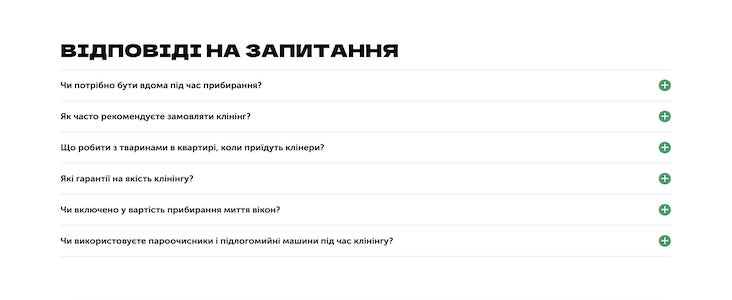 ВІДПОВІДІ НА ЗАПИТАННЯ
Чи потрібно бути вдома під час прибирання?
Як часто рекомендуєте замовляти клінінг?
Що робити з тваринами в квартирі, коли приїдуть клінери?
Які гарантії на якість клінінгу?
Чи включено у вартість прибирання миття вікон?
Чи використовуєте пароочисники і підлогомийні машини під час клінінгу?